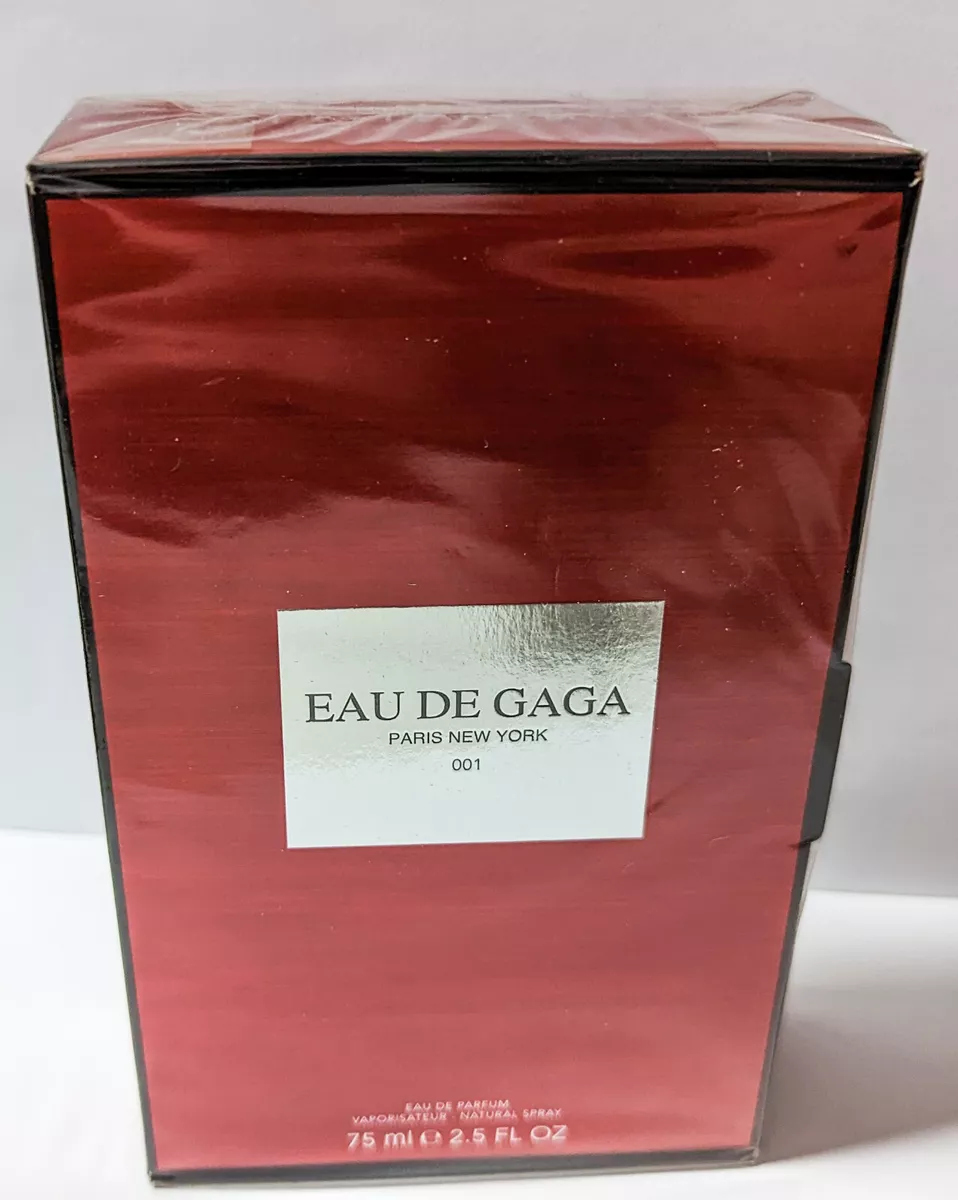 EAU DE GAGA
PARIS NEW YORK
001
EAU DE PARFUM
VAPORISATEUR · NATURAL SPRAY
75 ml ℮ 2.5 FL OZ